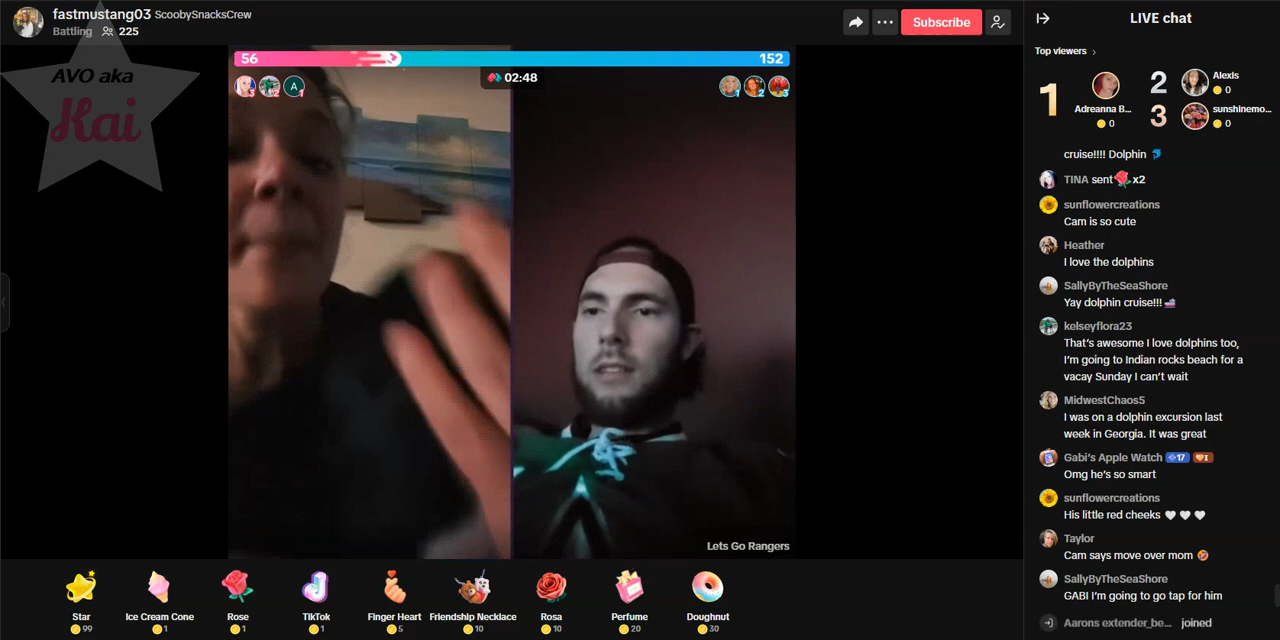 fastmustang03 ScoobySnacksCrew
Battling 225
Subscribe
AVO aka
Kai
56
152
02:48
A
3
2
1
1
2
3
Lets Go Rangers
Star
99
Ice Cream Cone
1
Rose
1
TikTok
1
Finger Heart
5
Friendship Necklace
10
Rosa
10
Perfume
20
Doughnut
30
LIVE chat
Top viewers
1
Adreanna B...
0
2
Alexis
0
3
sunshinemo...
0
cruise!!!! Dolphin 🐬
TINA sent x2
sunflowercreations
Cam is so cute
Heather
I love the dolphins
SallyByTheSeaShore
Yay dolphin cruise!!! 🛥️
kelseyflora23
That's awesome I love dolphins too,
I'm going to Indian rocks beach for a
vacay Sunday I can't wait
MidwestChaos5
I was on a dolphin excursion last
week in Georgia. It was great
Gabi's Apple Watch 17 I
Omg he's so smart
sunflowercreations
His little red cheeks 🤍🤍🤍
Taylor
Cam says move over mom 🤣
SallyByTheSeaShore
GABI I'm going to go tap for him
Aarons extender_be... joined